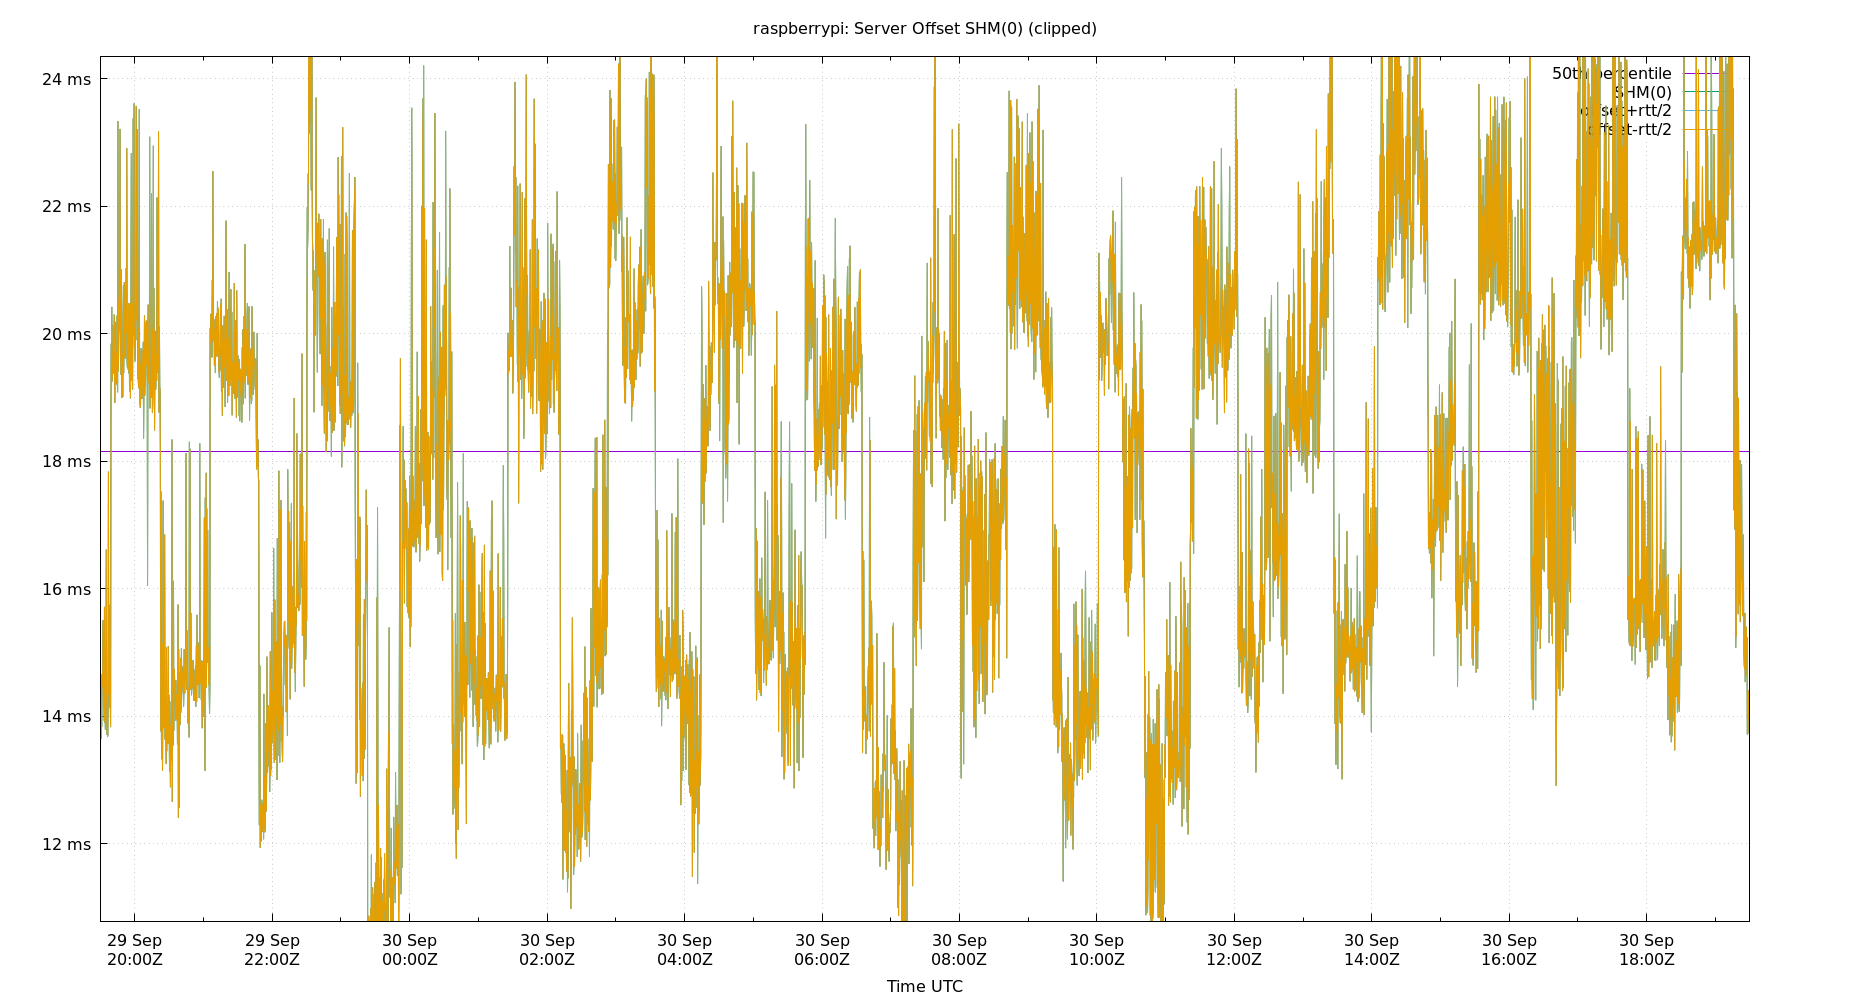 raspberrypi: Server Offset SHM(0) (clipped)
24 ms
22 ms
20 ms
18 ms
16 ms
14 ms
12 ms
50th percentile
SHM(0)
offset+rtt/2
offset-rtt/2
29 Sep
20:00Z
29 Sep
22:00Z
30 Sep
00:00Z
30 Sep
02:00Z
30 Sep
04:00Z
30 Sep
06:00Z
30 Sep
08:00Z
30 Sep
10:00Z
30 Sep
12:00Z
30 Sep
14:00Z
30 Sep
16:00Z
30 Sep
18:00Z
Time UTC